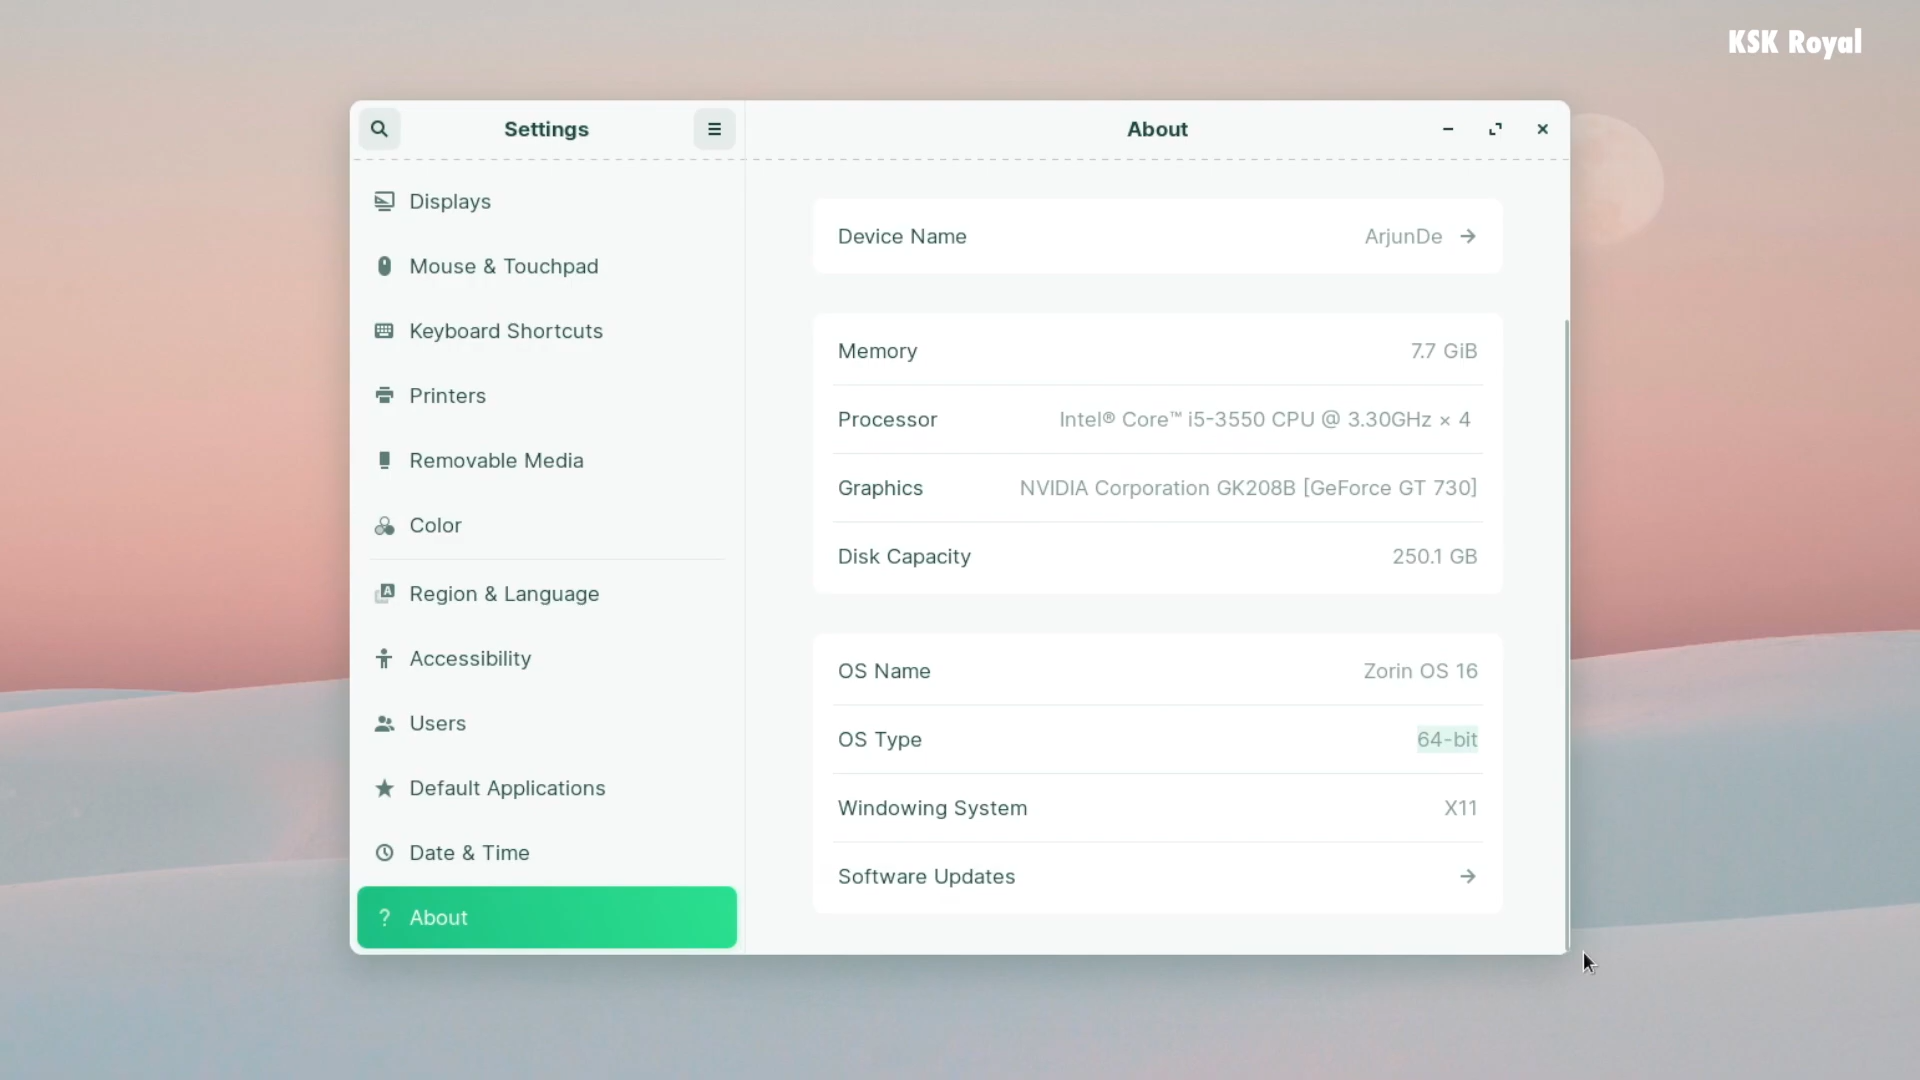 KSK Royal
Settings
About
Displays
Mouse & Touchpad
Keyboard Shortcuts
Printers
Removable Media
Color
Region & Language
Accessibility
Users
Default Applications
Date & Time
? About
Device Name ArjunDe
Memory 7.7 GiB
Processor Intel® Core™ i5-3550 CPU @ 3.30GHz × 4
Graphics NVIDIA Corporation GK208B [GeForce GT 730]
Disk Capacity 250.1 GB
OS Name Zorin OS 16
OS Type 64-bit
Windowing System X11
Software Updates